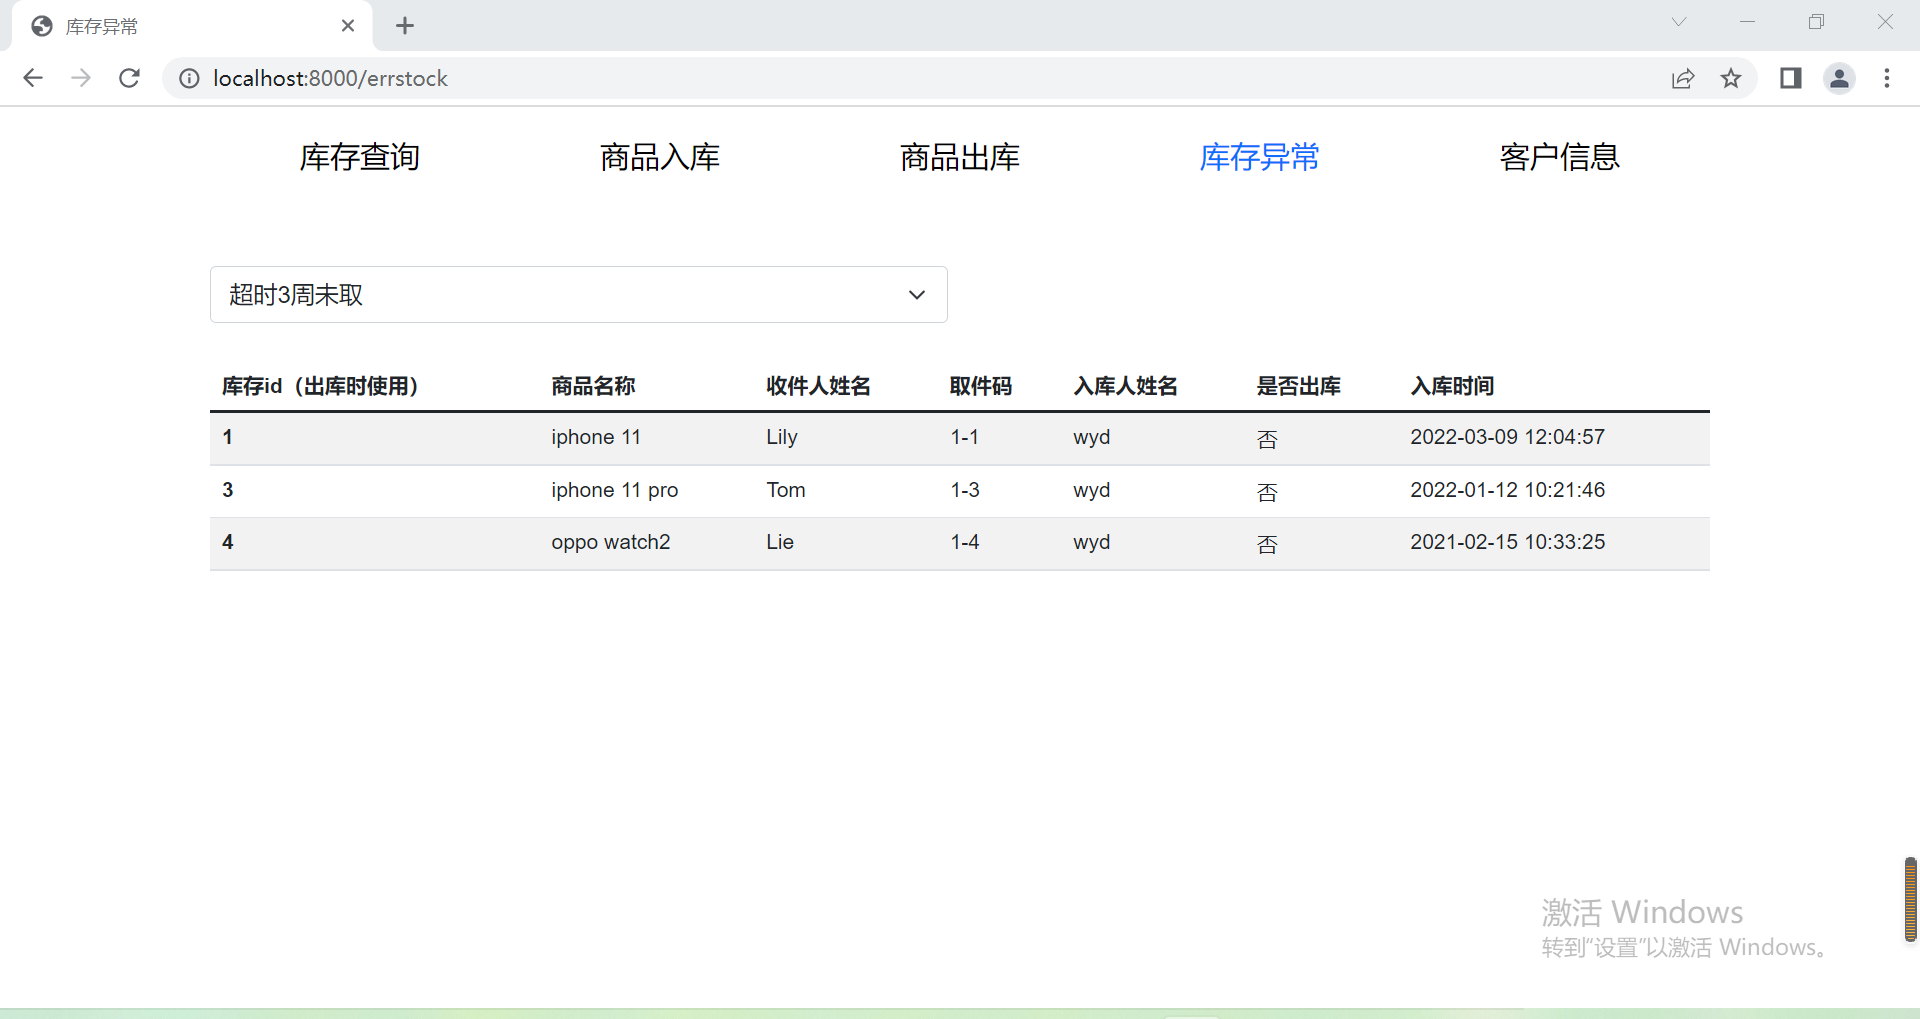 库存异常
localhost:8000/errstock
库存查询 商品入库 商品出库 库存异常 客户信息
超时3周未取
库存id（出库时使用） 商品名称 收件人姓名 取件码 入库人姓名 是否出库 入库时间
1 iphone 11 Lily 1-1 wyd 否 2022-03-09 12:04:57
3 iphone 11 pro Tom 1-3 wyd 否 2022-01-12 10:21:46
4 oppo watch2 Lie 1-4 wyd 否 2021-02-15 10:33:25
激活 Windows
转到“设置”以激活 Windows。